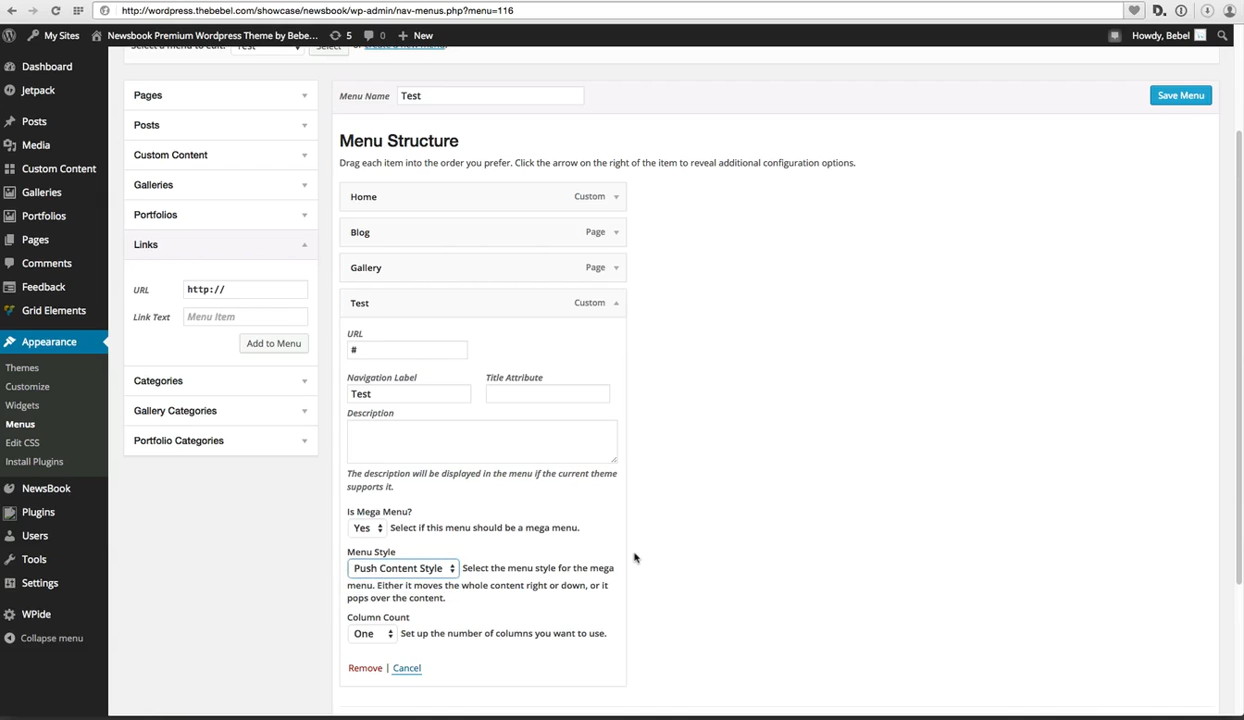 http://wordpress.thebebel.com/showcase/newsbook/wp-admin/nav-menus.php?menu=116
My Sites
Newsbook Premium Wordpress Theme by Bebe...
5
0
New
Howdy, Bebel
Select a menu to edit:
Test
Select
or create a new menu.
Dashboard
Jetpack
Posts
Media
Custom Content
Galleries
Portfolios
Pages
Comments
Feedback
Grid Elements
Appearance
Themes
Customize
Widgets
Menus
Edit CSS
Install Plugins
NewsBook
Plugins
Users
Tools
Settings
WPide
Collapse menu
Pages
Posts
Custom Content
Galleries
Portfolios
Links
URL
http://
Link Text
Menu Item
Add to Menu
Categories
Gallery Categories
Portfolio Categories
Menu Name
Test
Save Menu
Menu Structure
Drag each item into the order you prefer. Click the arrow on the right of the item to reveal additional configuration options.
Home
Custom
Blog
Page
Gallery
Page
Test
Custom
URL
#
Navigation Label
Title Attribute
Test
Description
The description will be displayed in the menu if the current theme
supports it.
Is Mega Menu?
Yes
Select if this menu should be a mega menu.
Menu Style
Push Content Style
Select the menu style for the mega
menu. Either it moves the whole content right or down, or it
pops over the content.
Column Count
One
Set up the number of columns you want to use.
Remove | Cancel